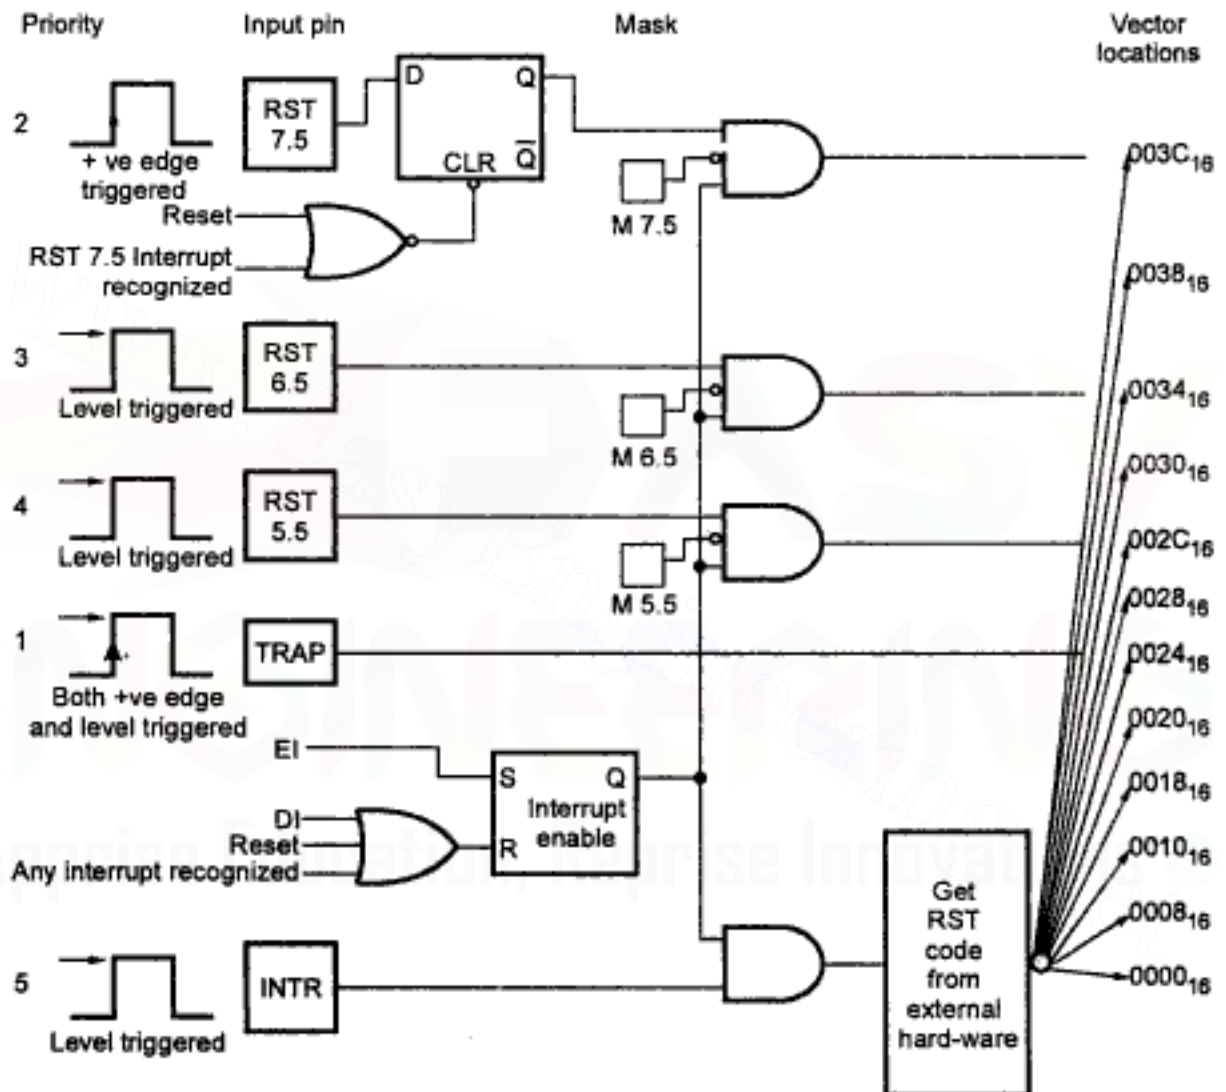 Priority Input pin Mask Vector
locations
2
+ ve edge
triggered
RST
7.5
D Q
Q̅
CLR
M 7.5
003C16
Reset
RST 7.5 Interrupt
recognized
003816
3
Level triggered
RST
6.5
M 6.5
003416
003016
4
Level triggered
RST
5.5
M 5.5
002C16
002816
1
Both +ve edge
and level triggered
TRAP
002416
002016
EI
DI
Reset
Any interrupt recognized
S Q
Interrupt
enable
R
001816
001016
000816
000016
5
Level triggered
INTR
Get
RST
code
from
external
hard-ware